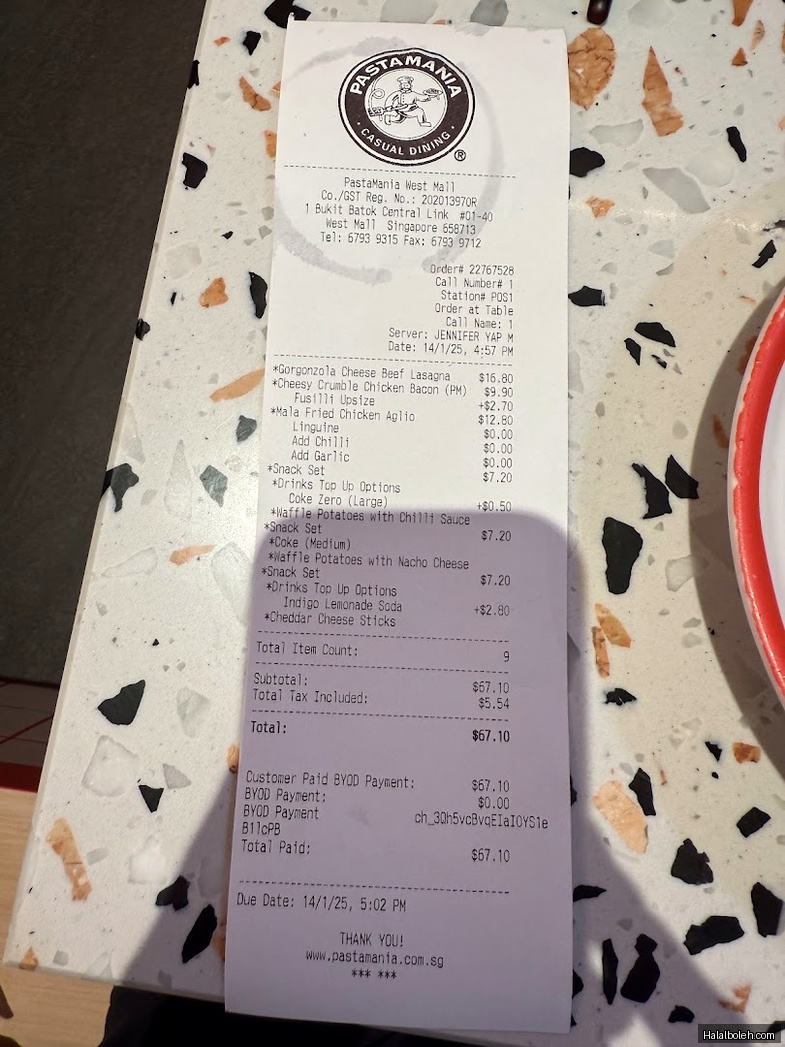 PASTAMANIA
· CASUAL DINING · ®
PastaMania West Mall
Co./GST Reg. No.: 202013970R
1 Bukit Batok Central Link #01-40
West Mall Singapore 658713
Tel: 6793 9315 Fax: 6793 9712
Order# 22767528
Call Number# 1
Station# POS1
Order at Table
Call Name: 1
Server: JENNIFER YAP M
Date: 14/1/25, 4:57 PM
*Gorgonzola Cheese Beef Lasagna $16.80
*Cheesy Crumble Chicken Bacon (PM) $9.90
Fusilli Upsize +$2.70
*Mala Fried Chicken Aglio $12.80
Linguine $0.00
Add Chilli $0.00
Add Garlic $0.00
*Snack Set $7.20
*Drinks Top Up Options
Coke Zero (Large) +$0.50
*Waffle Potatoes with Chilli Sauce
*Snack Set $7.20
*Coke (Medium)
*Waffle Potatoes with Nacho Cheese
*Snack Set $7.20
*Drinks Top Up Options
Indigo Lemonade Soda +$2.80
*Cheddar Cheese Sticks
Total Item Count: 9
Subtotal: $67.10
Total Tax Included: $5.54
Total: $67.10
Customer Paid BYOD Payment: $67.10
BYOD Payment: $0.00
BYOD Payment ch_3Qh5vcBvqEIaIOYS1e
B11cPB
Total Paid: $67.10
Due Date: 14/1/25, 5:02 PM
THANK YOU!
www.pastamania.com.sg
*** ***
Halalboleh.com